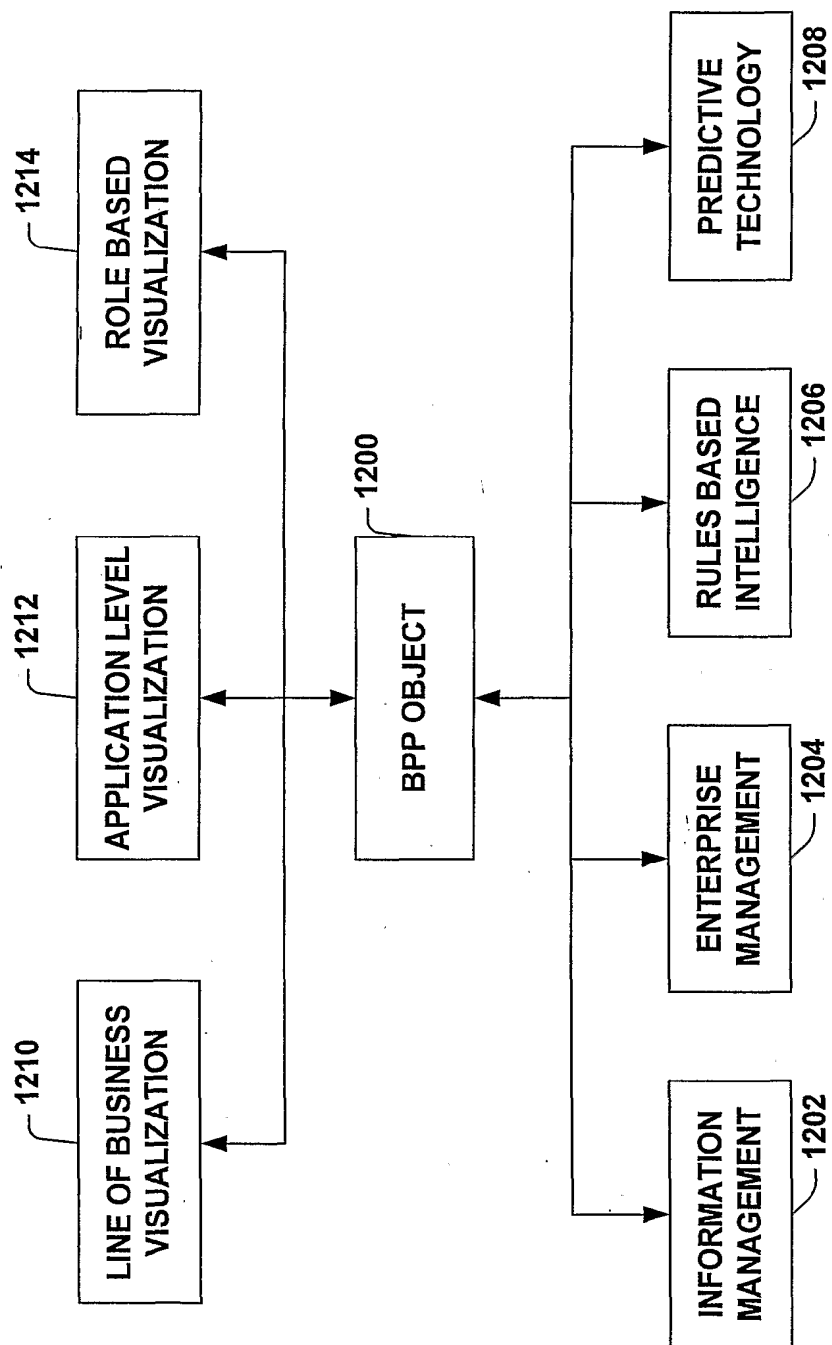 1210
LINE OF BUSINESS
VISUALIZATION
1212
APPLICATION LEVEL
VISUALIZATION
1214
ROLE BASED
VISUALIZATION
1200
BPP OBJECT
INFORMATION
MANAGEMENT
1202
ENTERPRISE
MANAGEMENT
1204
RULES BASED
INTELLIGENCE
1206
PREDICTIVE
TECHNOLOGY
1208